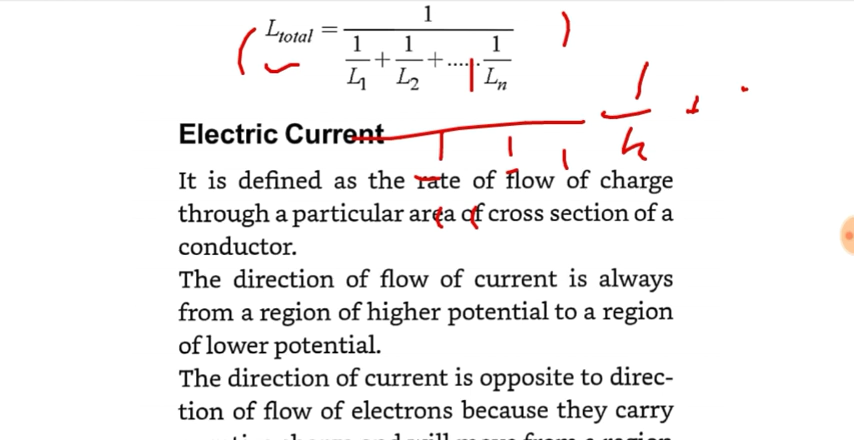 L_total = 1 / (1/L_1 + 1/L_2 + ..... 1/L_n)
Electric Current
It is defined as the rate of flow of charge
through a particular area of cross section of a
conductor.
The direction of flow of current is always
from a region of higher potential to a region
of lower potential.
The direction of current is opposite to direc-
tion of flow of electrons because they carry